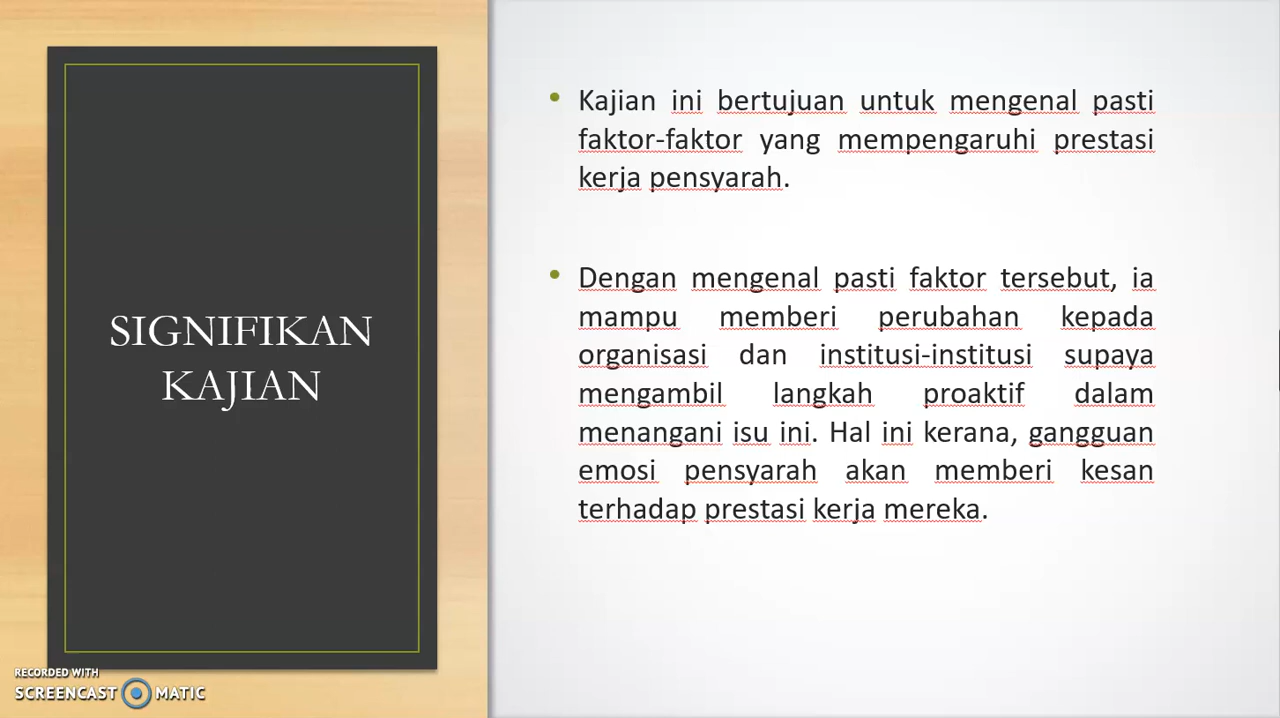 SIGNIFIKAN
KAJIAN
• Kajian ini bertujuan untuk mengenal pasti
faktor-faktor yang mempengaruhi prestasi
kerja pensyarah.
• Dengan mengenal pasti faktor tersebut, ia
mampu memberi perubahan kepada
organisasi dan institusi-institusi supaya
mengambil langkah proaktif dalam
menangani isu ini. Hal ini kerana, gangguan
emosi pensyarah akan memberi kesan
terhadap prestasi kerja mereka.
RECORDED WITH
SCREENCAST MATIC